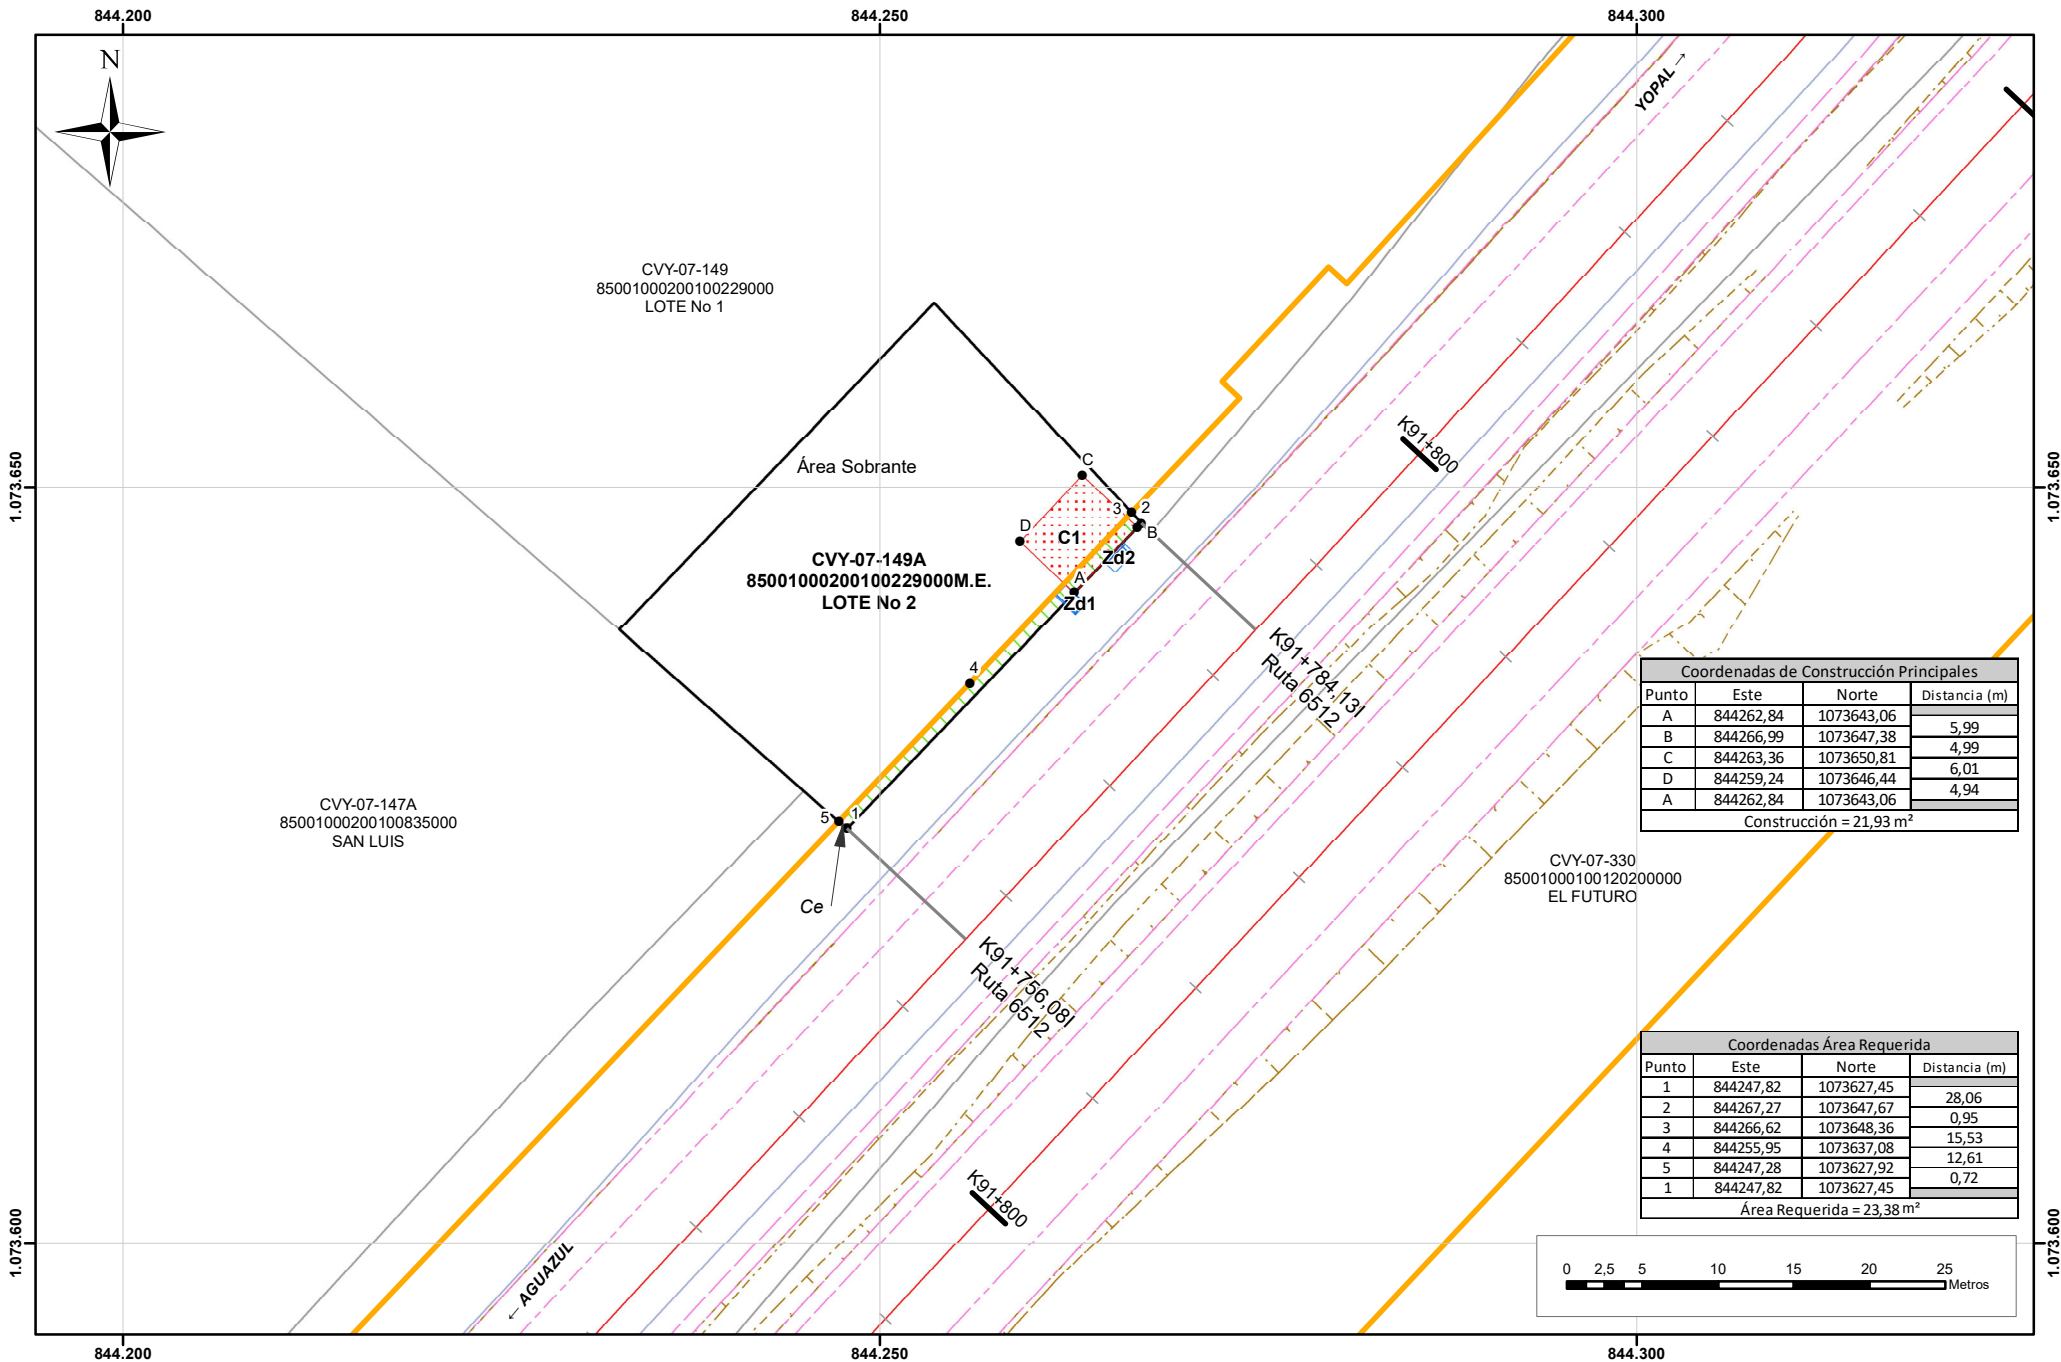 844.200
844.250
844.300
N
YOPAL →
CVY-07-149
85001000200100229000
LOTE No 1
1.073.650
1.073.650
Área Sobrante
K91+800
C
3
2
B
D
C1
Zd2
CVY-07-149A
85001000200100229000M.E.
LOTE No 2
A
Zd1
4
K91+784,13I
Ruta 6512
Coordenadas de Construcción Principales
Punto Este Norte Distancia (m)
A 844262,84 1073643,06
5,99
B 844266,99 1073647,38
4,99
C 844263,36 1073650,81
6,01
D 844259,24 1073646,44
4,94
A 844262,84 1073643,06
Construcción = 21,93 m²
CVY-07-147A
85001000200100835000
SAN LUIS
5
1
Ce
CVY-07-330
85001000100120200000
EL FUTURO
K91+756,08I
Ruta 6512
Coordenadas Área Requerida
Punto Este Norte Distancia (m)
1 844247,82 1073627,45
28,06
2 844267,27 1073647,67
0,95
3 844266,62 1073648,36
15,53
4 844255,95 1073637,08
12,61
5 844247,28 1073627,92
0,72
1 844247,82 1073627,45
Área Requerida = 23,38 m²
K91+800
1.073.600
1.073.600
← AGUAZUL
0 2,5 5 10 15 20 25
Metros
844.200
844.250
844.300